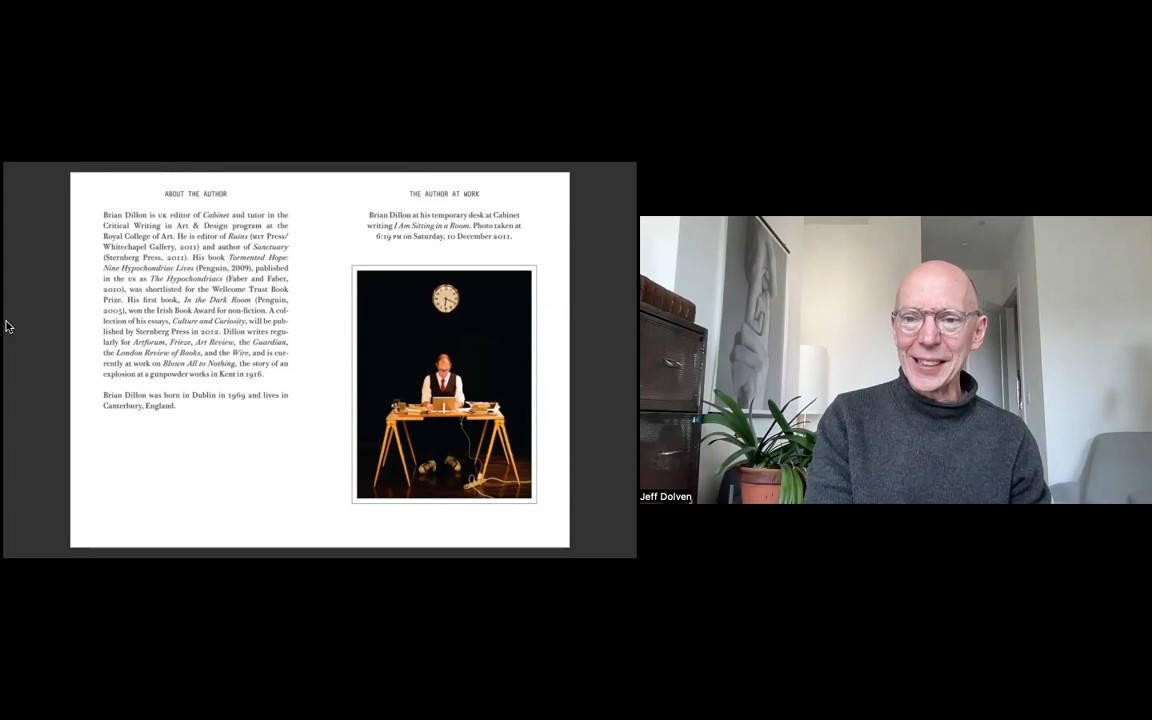 ABOUT THE AUTHOR
Brian Dillon is UK editor of Cabinet and tutor in the
Critical Writing in Art & Design program at the
Royal College of Art. He is editor of Ruins (MIT Press/
Whitechapel Gallery, 2011) and author of Sanctuary
(Sternberg Press, 2011). His book Tormented Hope:
Nine Hypochondriac Lives (Penguin, 2009), published
in the US as The Hypochondriacs (Faber and Faber,
2010), was shortlisted for the Wellcome Trust Book
Prize. His first book, In the Dark Room (Penguin,
2005), won the Irish Book Award for non-fiction. A col-
lection of his essays, Culture and Curiosity, will be pub-
lished by Sternberg Press in 2012. Dillon writes regu-
larly for Artforum, Frieze, Art Review, the Guardian,
the London Review of Books, and the Wire, and is cur-
rently at work on Blown All to Nothing, the story of an
explosion at a gunpowder works in Kent in 1916.
Brian Dillon was born in Dublin in 1969 and lives in
Canterbury, England.
THE AUTHOR AT WORK
Brian Dillon at his temporary desk at Cabinet
writing I Am Sitting in a Room. Photo taken at
6:19 PM on Saturday, 10 December 2011.
Jeff Dolven